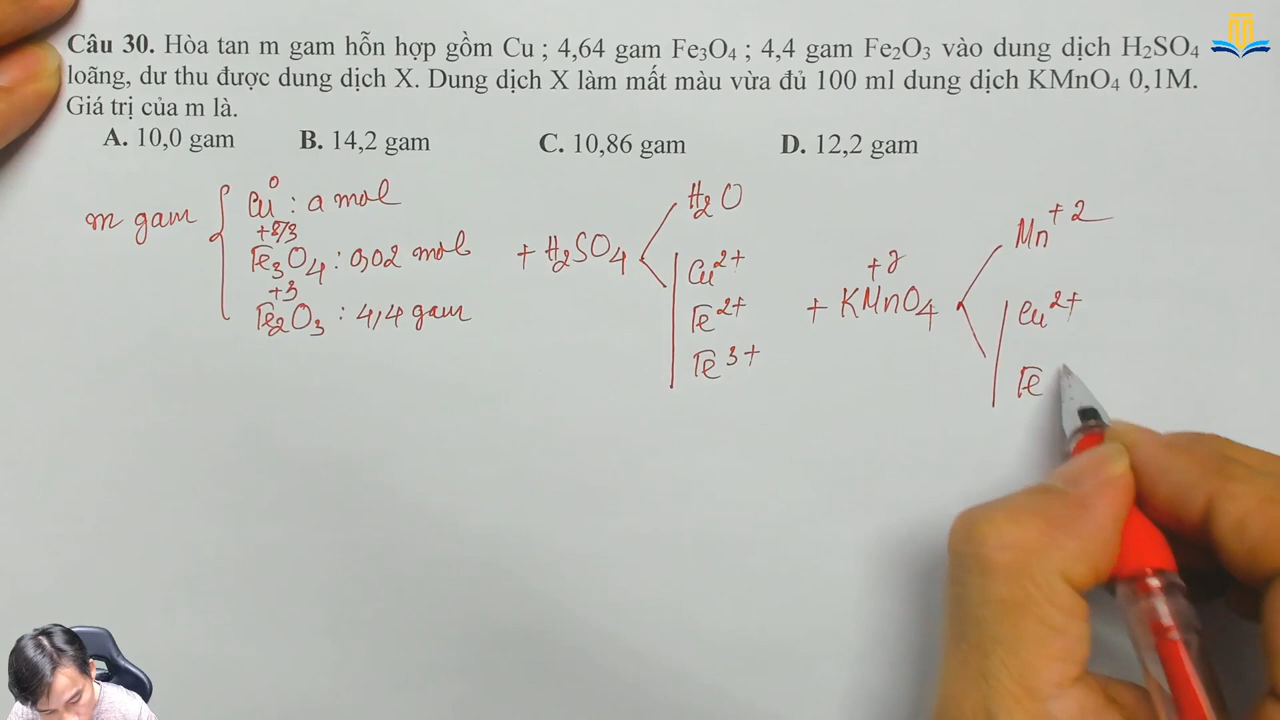 Câu 30. Hòa tan m gam hỗn hợp gồm Cu ; 4,64 gam Fe₃O₄ ; 4,4 gam Fe₂O₃ vào dung dịch H₂SO₄
loãng, dư thu được dung dịch X. Dung dịch X làm mất màu vừa đủ 100 ml dung dịch KMnO₄ 0,1M.
Giá trị của m là.
A. 10,0 gam B. 14,2 gam C. 10,86 gam D. 12,2 gam
m gam
Cu⁰ : a mol
+8/3
Fe₃O₄ : 0,02 mol
+3
Fe₂O₃ : 4,4 gam
+ H₂SO₄
H₂O
Cu²⁺
Fe²⁺
Fe³⁺
+7
+ KMnO₄
Mn⁺²
Cu²⁺
Fe